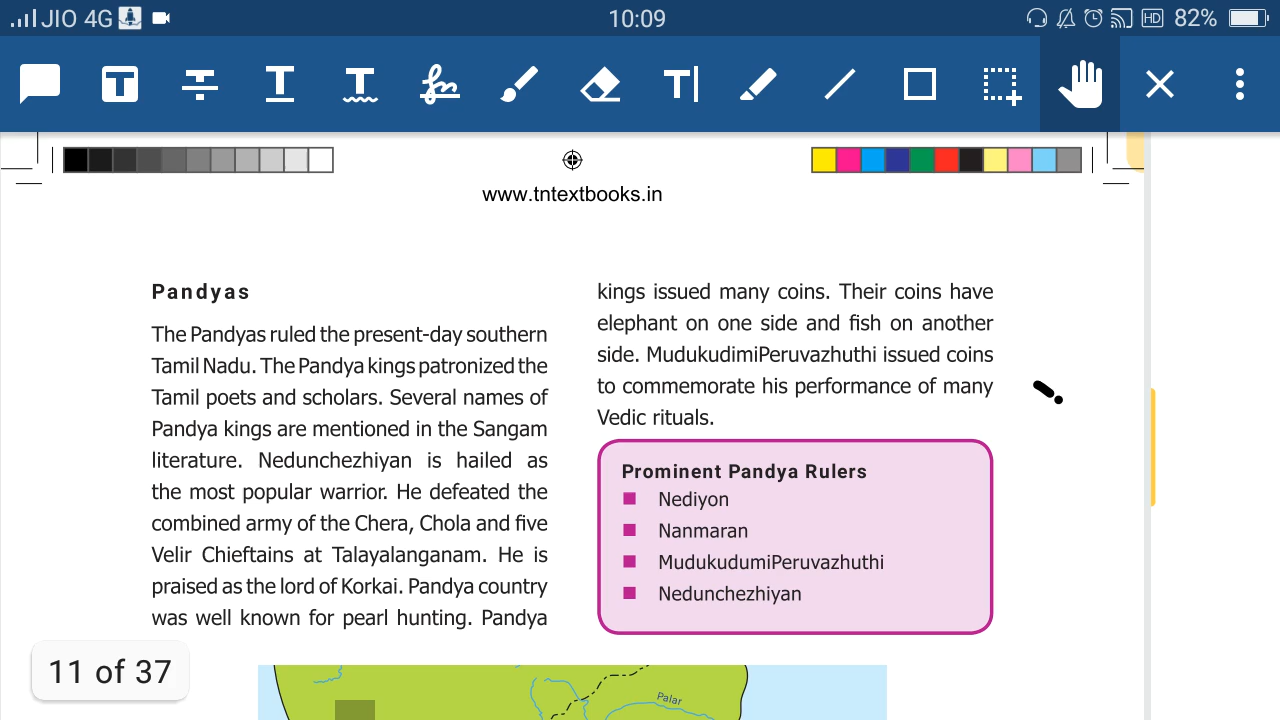 JIO 4G 10:09 HD 82%
www.tntextbooks.in
Pandyas
The Pandyas ruled the present-day southern
Tamil Nadu. The Pandya kings patronized the
Tamil poets and scholars. Several names of
Pandya kings are mentioned in the Sangam
literature. Nedunchezhiyan is hailed as
the most popular warrior. He defeated the
combined army of the Chera, Chola and five
Velir Chieftains at Talayalanganam. He is
praised as the lord of Korkai. Pandya country
was well known for pearl hunting. Pandya
kings issued many coins. Their coins have
elephant on one side and fish on another
side. MudukudimiPeruvazhuthi issued coins
to commemorate his performance of many
Vedic rituals.
Prominent Pandya Rulers
Nediyon
Nanmaran
MudukudumiPeruvazhuthi
Nedunchezhiyan
11 of 37
Palar